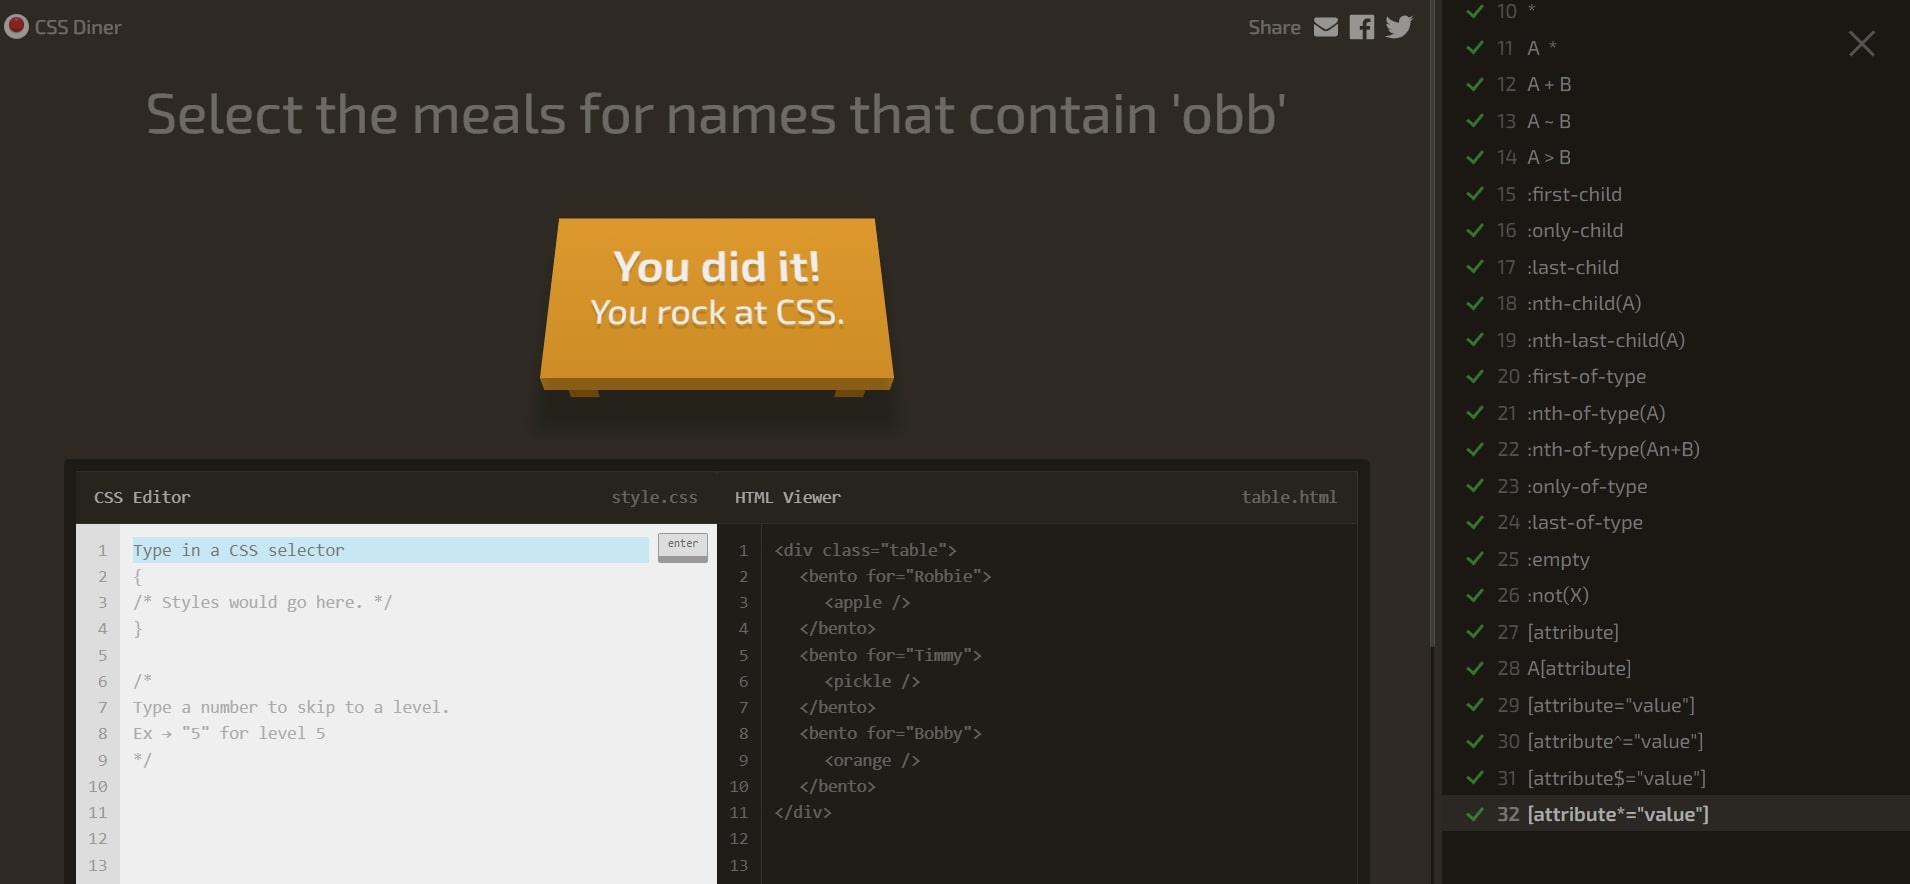 CSS Diner
Share
Select the meals for names that contain 'obb'
You did it!
You rock at CSS.
CSS Editor
style.css
1 Type in a CSS selector
enter
2 {
3 /* Styles would go here. */
4 }
5
6 /*
7 Type a number to skip to a level.
8 Ex → "5" for level 5
9 */
10
11
12
13
HTML Viewer
table.html
1 <div class="table">
2 <bento for="Robbie">
3 <apple />
4 </bento>
5 <bento for="Timmy">
6 <pickle />
7 </bento>
8 <bento for="Bobby">
9 <orange />
10 </bento>
11 </div>
12
13
10 *
11 A *
12 A + B
13 A ~ B
14 A > B
15 :first-child
16 :only-child
17 :last-child
18 :nth-child(A)
19 :nth-last-child(A)
20 :first-of-type
21 :nth-of-type(A)
22 :nth-of-type(An+B)
23 :only-of-type
24 :last-of-type
25 :empty
26 :not(X)
27 [attribute]
28 A[attribute]
29 [attribute="value"]
30 [attribute^="value"]
31 [attribute$="value"]
32 [attribute*="value"]